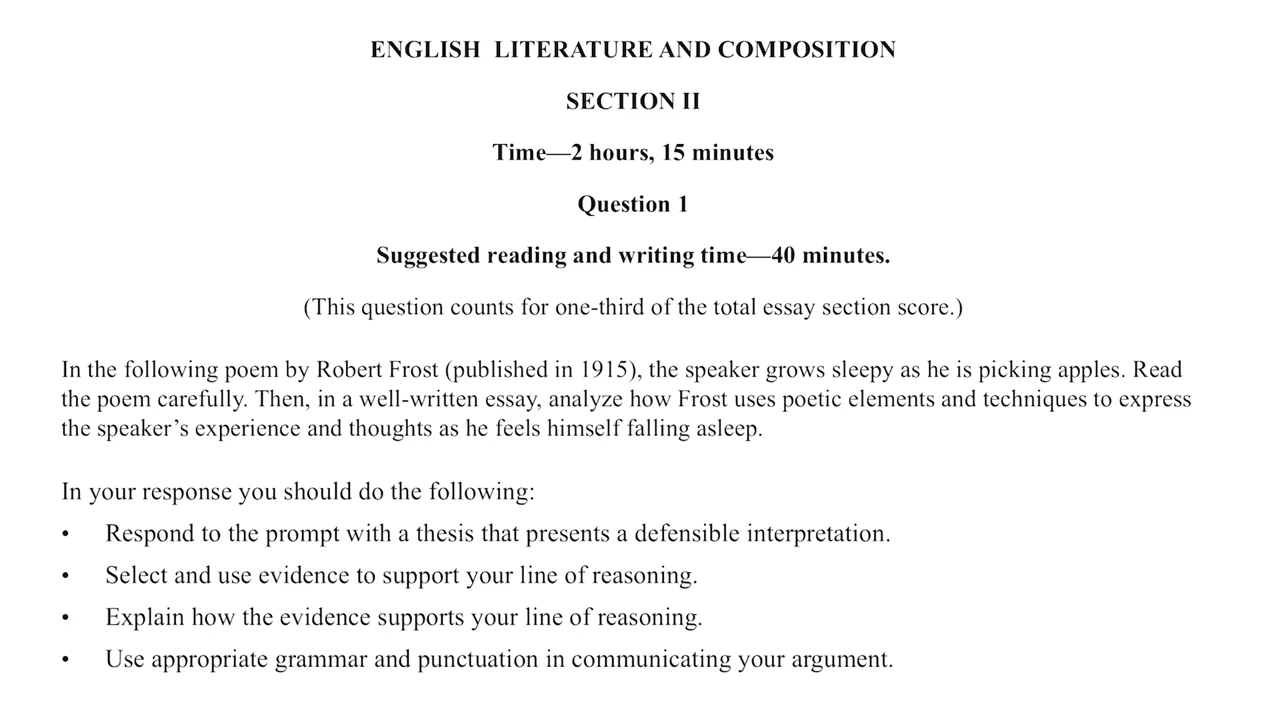 ENGLISH LITERATURE AND COMPOSITION
SECTION II
Time—2 hours, 15 minutes
Question 1
Suggested reading and writing time—40 minutes.
(This question counts for one-third of the total essay section score.)
In the following poem by Robert Frost (published in 1915), the speaker grows sleepy as he is picking apples. Read
the poem carefully. Then, in a well-written essay, analyze how Frost uses poetic elements and techniques to express
the speaker’s experience and thoughts as he feels himself falling asleep.
In your response you should do the following:
• Respond to the prompt with a thesis that presents a defensible interpretation.
• Select and use evidence to support your line of reasoning.
• Explain how the evidence supports your line of reasoning.
• Use appropriate grammar and punctuation in communicating your argument.